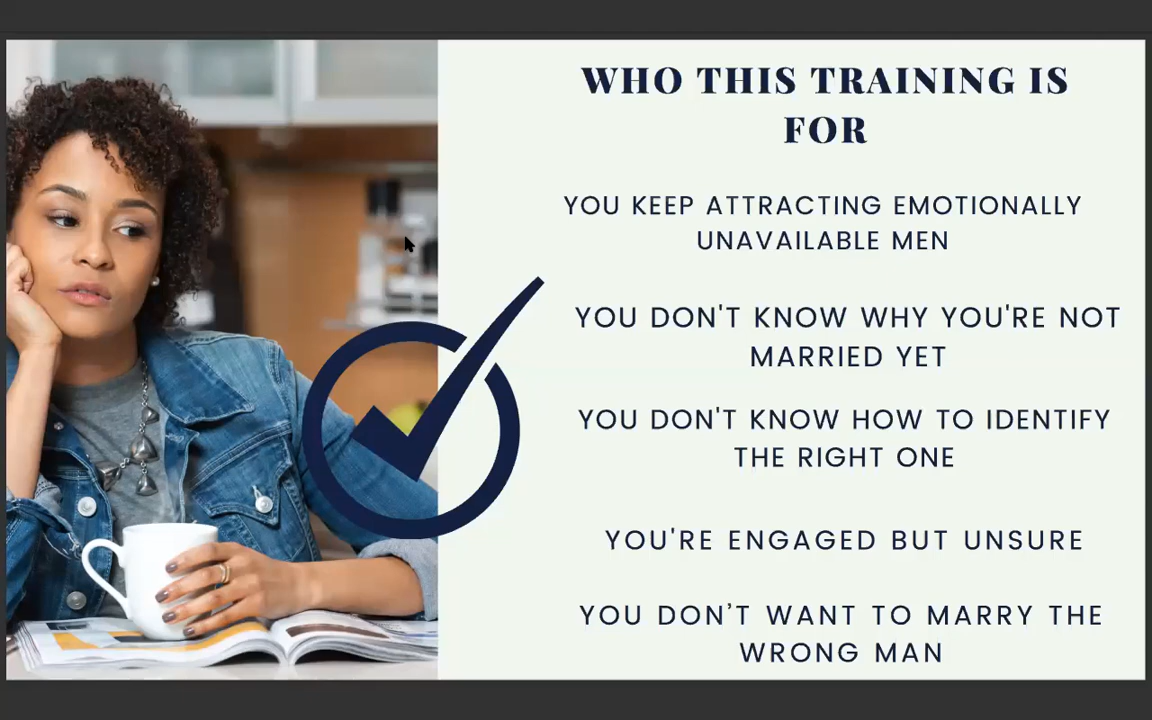 WHO THIS TRAINING IS
FOR
YOU KEEP ATTRACTING EMOTIONALLY
UNAVAILABLE MEN
YOU DON'T KNOW WHY YOU'RE NOT
MARRIED YET
YOU DON'T KNOW HOW TO IDENTIFY
THE RIGHT ONE
YOU'RE ENGAGED BUT UNSURE
YOU DON’T WANT TO MARRY THE
WRONG MAN